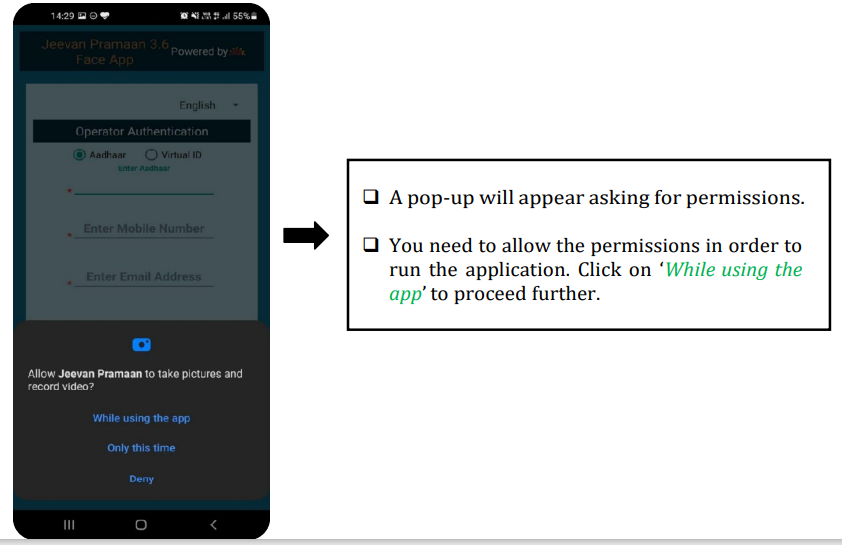 14:29
55%
Jeevan Pramaan 3.6
Face App
Powered by
English
Operator Authentication
Aadhaar
Virtual ID
Enter Aadhaar
*
* Enter Mobile Number
* Enter Email Address
Allow Jeevan Pramaan to take pictures and
record video?
While using the app
Only this time
Deny
A pop-up will appear asking for permissions.
You need to allow the permissions in order to
run the application. Click on ‘While using the
app’ to proceed further.